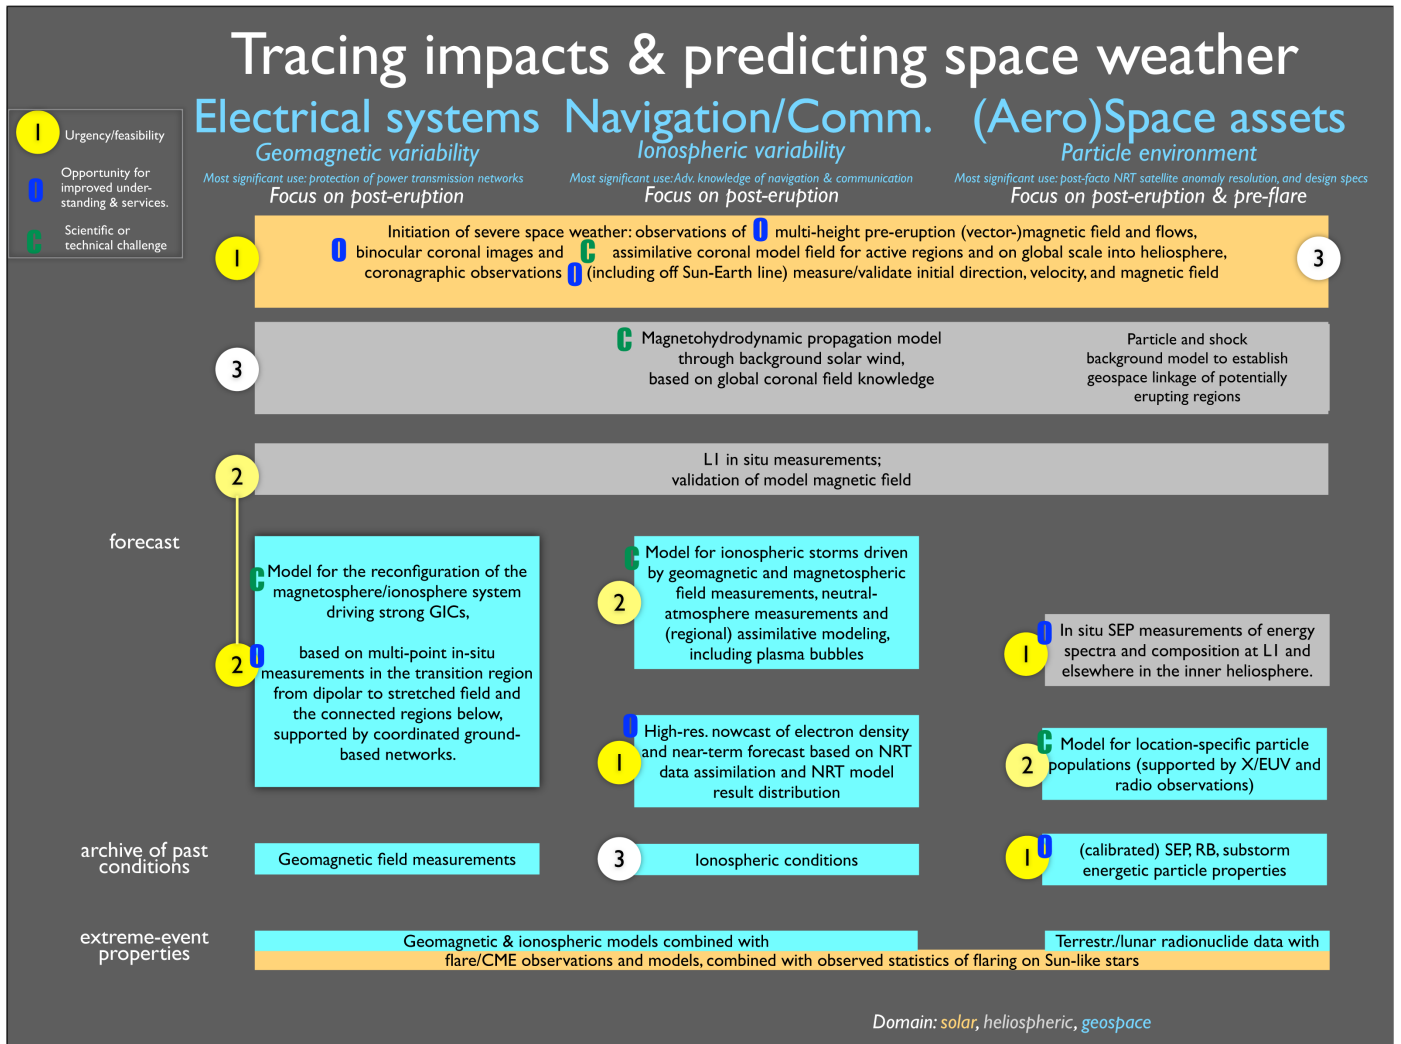 Tracing impacts & predicting space weather
1 Urgency/feasibility
O Opportunity for
improved under-
standing & services.
C Scientific or
technical challenge
Electrical systems
Geomagnetic variability
Most significant use: protection of power transmission networks
Focus on post-eruption
Navigation/Comm.
Ionospheric variability
Most significant use: Adv. knowledge of navigation & communication
Focus on post-eruption
(Aero)Space assets
Particle environment
Most significant use: post-facto NRT satellite anomaly resolution, and design specs
Focus on post-eruption & pre-flare
1
Initiation of severe space weather: observations of O multi-height pre-eruption (vector-)magnetic field and flows,
O binocular coronal images and C assimilative coronal model field for active regions and on global scale into heliosphere,
coronagraphic observations O (including off Sun-Earth line) measure/validate initial direction, velocity, and magnetic field
3
3
C Magnetohydrodynamic propagation model
through background solar wind,
based on global coronal field knowledge
Particle and shock
background model to establish
geospace linkage of potentially
erupting regions
2
L1 in situ measurements;
validation of model magnetic field
forecast
C Model for the reconfiguration of the
magnetosphere/ionosphere system
driving strong GICs,
2
O based on multi-point in-situ
measurements in the transition region
from dipolar to stretched field and
the connected regions below,
supported by coordinated ground-
based networks.
C Model for ionospheric storms driven
by geomagnetic and magnetospheric
2 field measurements, neutral-
atmosphere measurements and
(regional) assimilative modeling,
including plasma bubbles
O High-res. nowcast of electron density
1 and near-term forecast based on NRT
data assimilation and NRT model
result distribution
O In situ SEP measurements of energy
1 spectra and composition at L1 and
elsewhere in the inner heliosphere.
C Model for location-specific particle
2 populations (supported by X/EUV and
radio observations)
archive of past
conditions
Geomagnetic field measurements
3 Ionospheric conditions
1 O (calibrated) SEP, RB, substorm
energetic particle properties
extreme-event
properties
Geomagnetic & ionospheric models combined with
Terrestr./lunar radionuclide data with
flare/CME observations and models, combined with observed statistics of flaring on Sun-like stars
Domain: solar, heliospheric, geospace